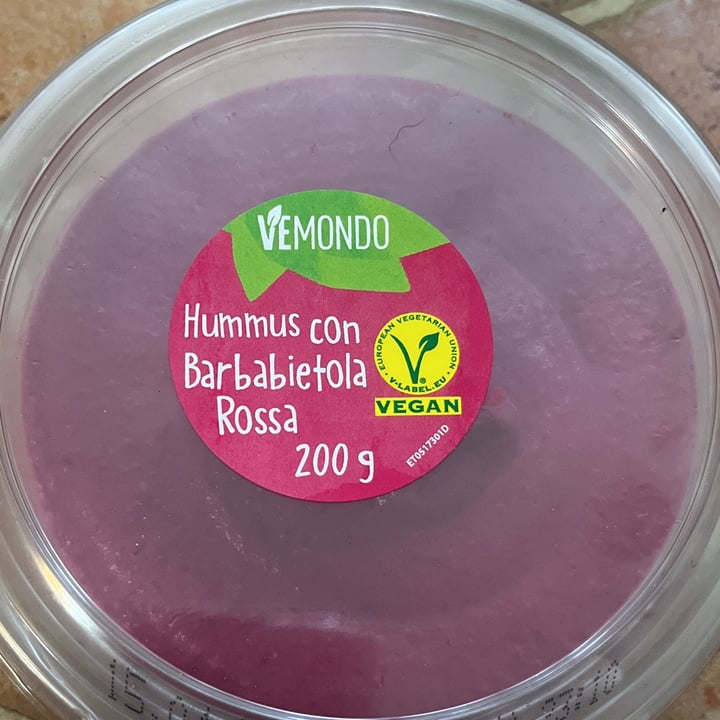 VEMONDO
Hummus con
Barbabietola
Rossa
200 g
EUROPEAN VEGETARIAN UNION
V-LABEL.EU
VEGAN
ET0517301D